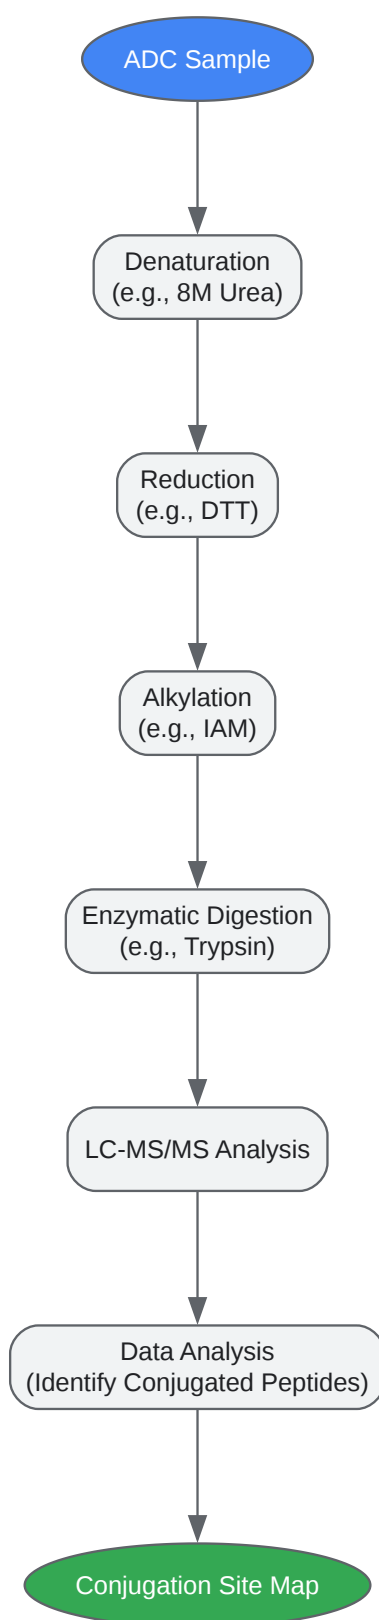 ADC Sample
Denaturation
(e.g., 8M Urea)
Reduction
(e.g., DTT)
Alkylation
(e.g., IAM)
Enzymatic Digestion
(e.g., Trypsin)
LC-MS/MS Analysis
Data Analysis
(Identify Conjugated Peptides)
Conjugation Site Map